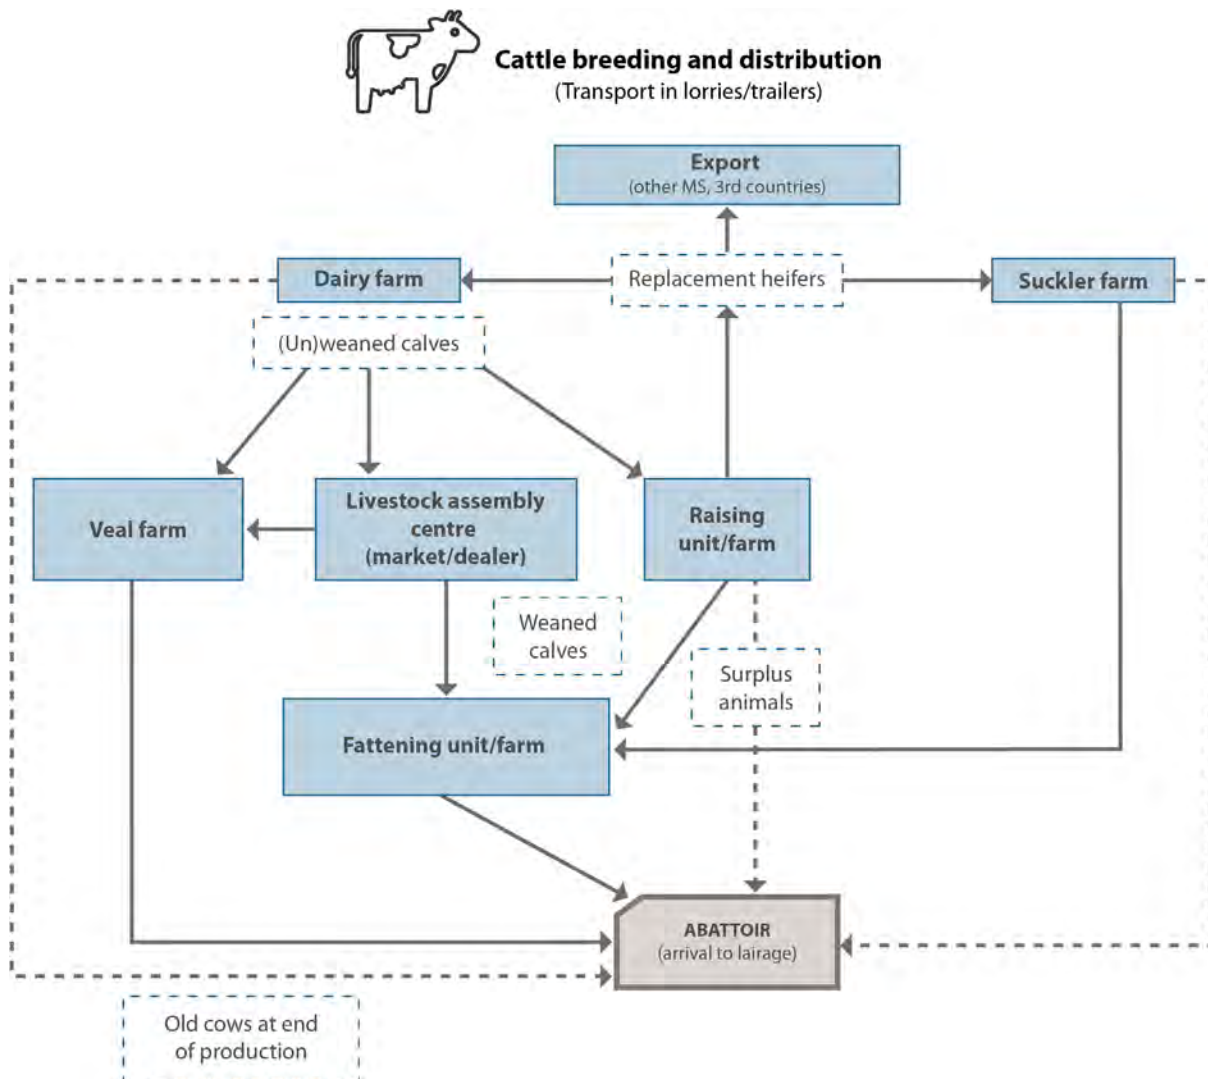 Cattle breeding and distribution
(Transport in lorries/trailers)
Export
(other MS, 3rd countries)
Dairy farm
Replacement heifers
Suckler farm
(Un)weaned calves
Veal farm
Livestock assembly
centre
(market/dealer)
Raising
unit/farm
Weaned
calves
Surplus
animals
Fattening unit/farm
ABATTOIR
(arrival to lairage)
Old cows at end
of production